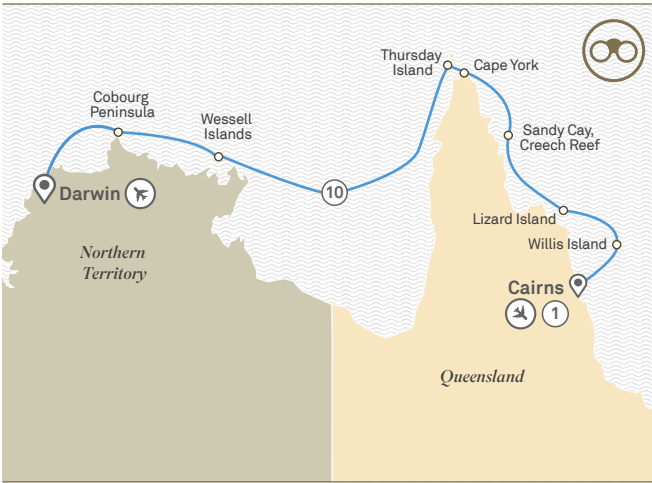 Thursday
Island
Cape York
Cobourg
Peninsula
Wessell
Islands
Sandy Cay,
Creech Reef
Darwin
10
Lizard Island
Willis Island
Northern
Territory
Cairns
1
Queensland